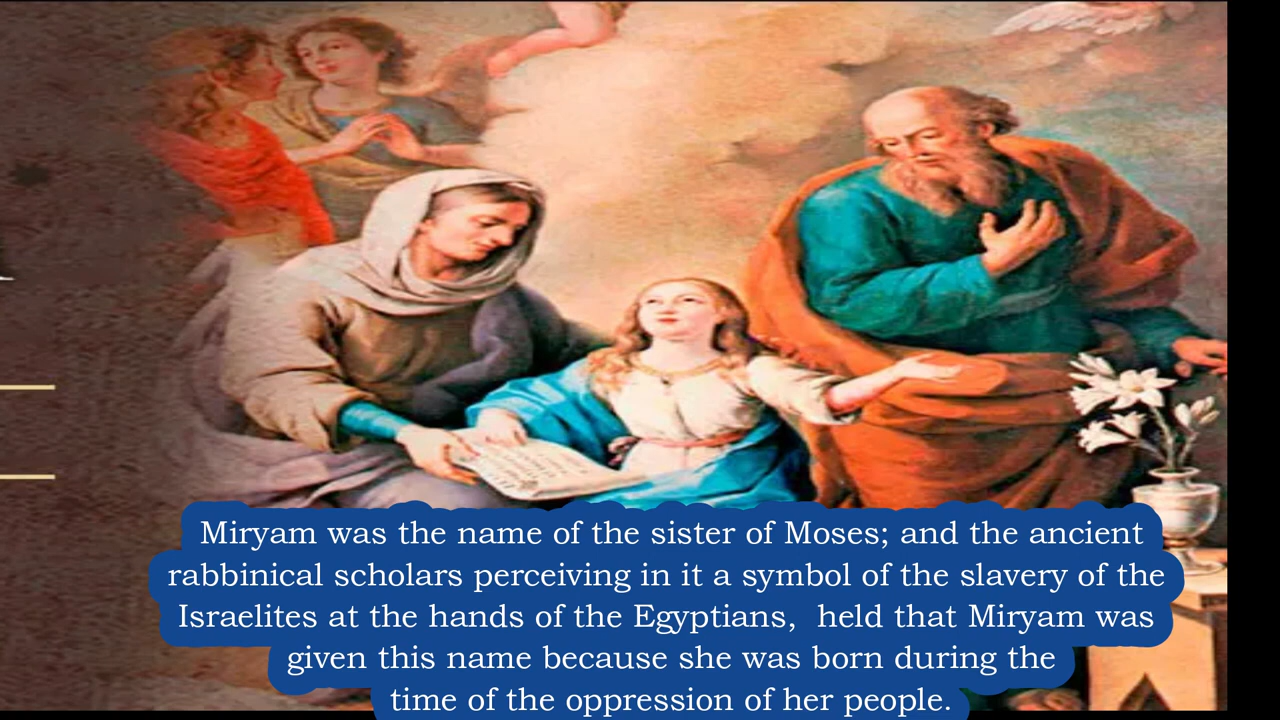 Miryam was the name of the sister of Moses; and the ancient
rabbinical scholars perceiving in it a symbol of the slavery of the
Israelites at the hands of the Egyptians,  held that Miryam was
given this name because she was born during the
time of the oppression of her people.